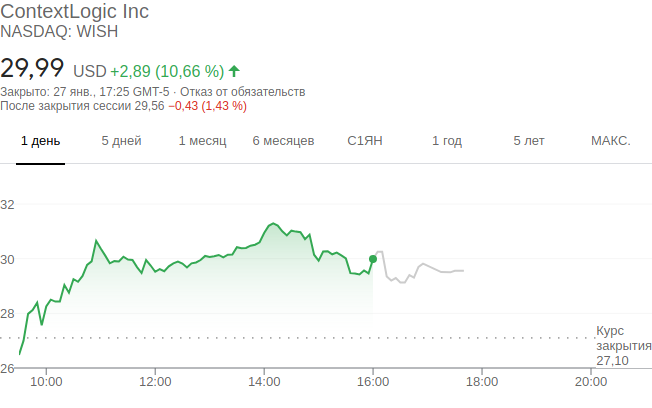 ContextLogic Inc
NASDAQ: WISH
29,99 USD +2,89 (10,66 %)
Закрыто: 27 янв., 17:25 GMT-5 · Отказ от обязательств
После закрытия сессии 29,56 −0,43 (1,43 %)
1 день 5 дней 1 месяц 6 месяцев С1ЯН 1 год 5 лет МАКС.
32
30
28
Курс
закрытия
27,10
26
10:00 12:00 14:00 16:00 18:00 20:00